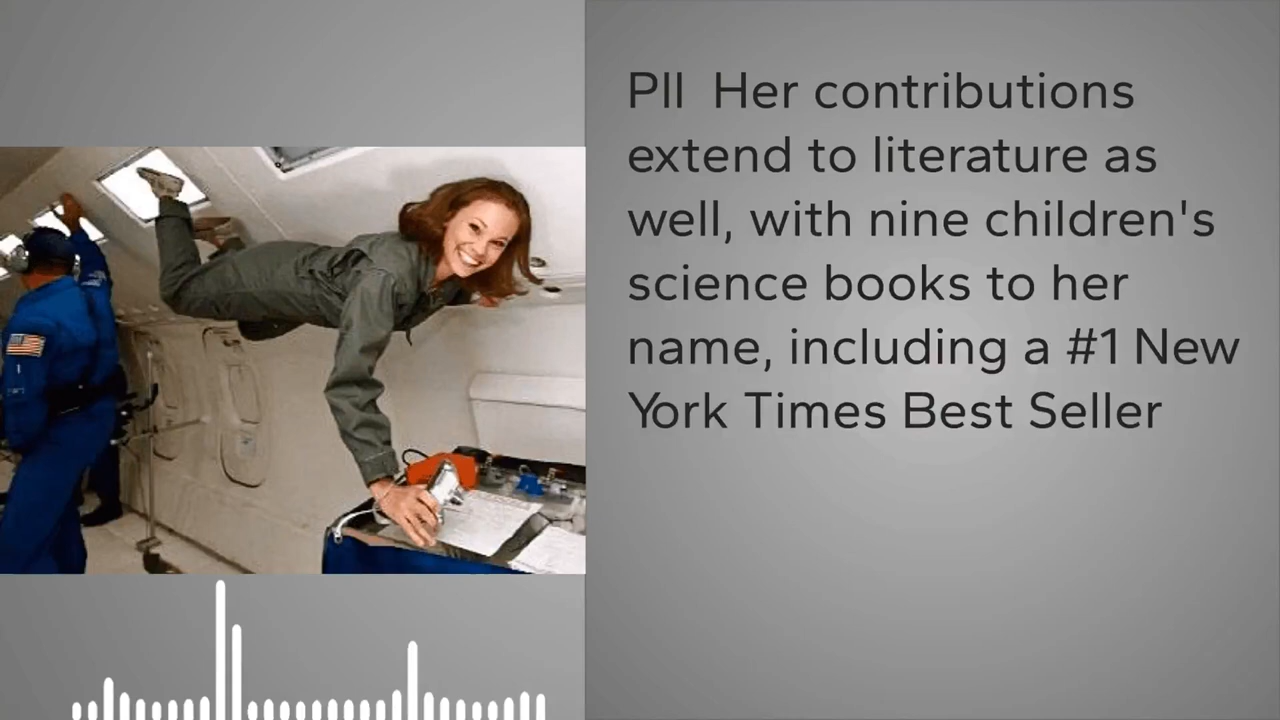 Pll Her contributions
extend to literature as
well, with nine children's
science books to her
name, including a #1 New
York Times Best Seller